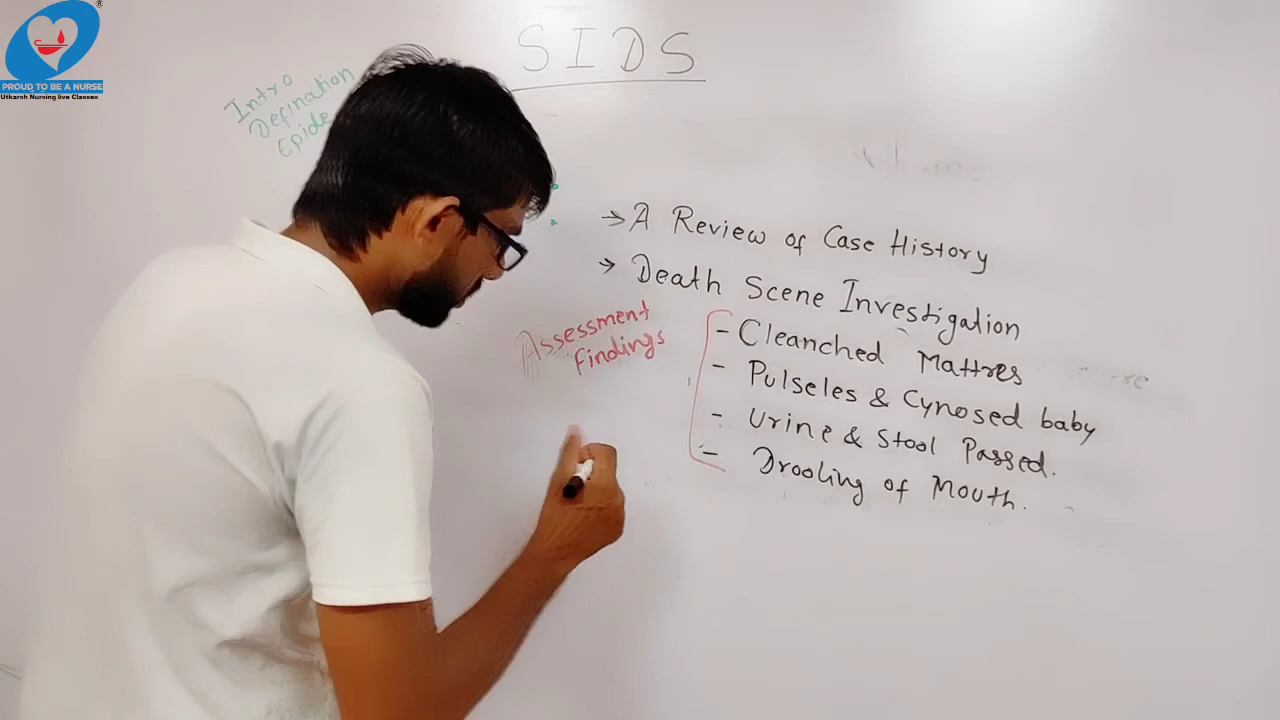 ®
PROUD TO BE A NURSE
Utkarsh Nursing live Classes
SIDS
Intro
Defination
Epide
→ A Review of Case History
→ Death Scene Investigation
Assessment
Findings
- Cleanched Mattres
- Pulseles & Cynosed baby
- Urine & Stool Passed.
- Drooling of Mouth.